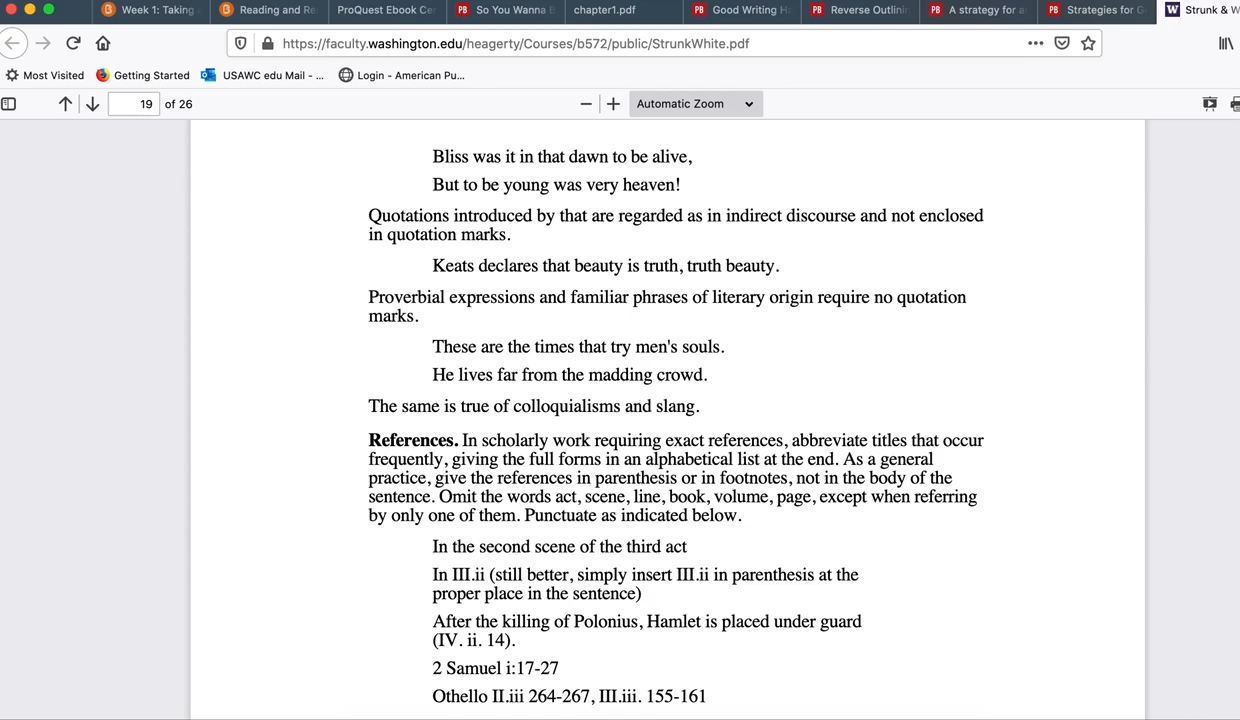 Week 1: Taking
Reading and Re
ProQuest Ebook Cer
So You Wanna B
chapter1.pdf
Good Writing H
Reverse Outlinin
A strategy for a
Strategies for
Strunk & W
https://faculty.washington.edu/heagerty/Courses/b572/public/StrunkWhite.pdf
Most Visited Getting Started USAWC edu Mail - ... Login - American Pu...
19 of 26 Automatic Zoom
Bliss was it in that dawn to be alive,
But to be young was very heaven!
Quotations introduced by that are regarded as in indirect discourse and not enclosed
in quotation marks.
Keats declares that beauty is truth, truth beauty.
Proverbial expressions and familiar phrases of literary origin require no quotation
marks.
These are the times that try men's souls.
He lives far from the madding crowd.
The same is true of colloquialisms and slang.
References. In scholarly work requiring exact references, abbreviate titles that occur
frequently, giving the full forms in an alphabetical list at the end. As a general
practice, give the references in parenthesis or in footnotes, not in the body of the
sentence. Omit the words act, scene, line, book, volume, page, except when referring
by only one of them. Punctuate as indicated below.
In the second scene of the third act
In III.ii (still better, simply insert III.ii in parenthesis at the
proper place in the sentence)
After the killing of Polonius, Hamlet is placed under guard
(IV. ii. 14).
2 Samuel i:17-27
Othello II.iii 264-267, III.iii. 155-161